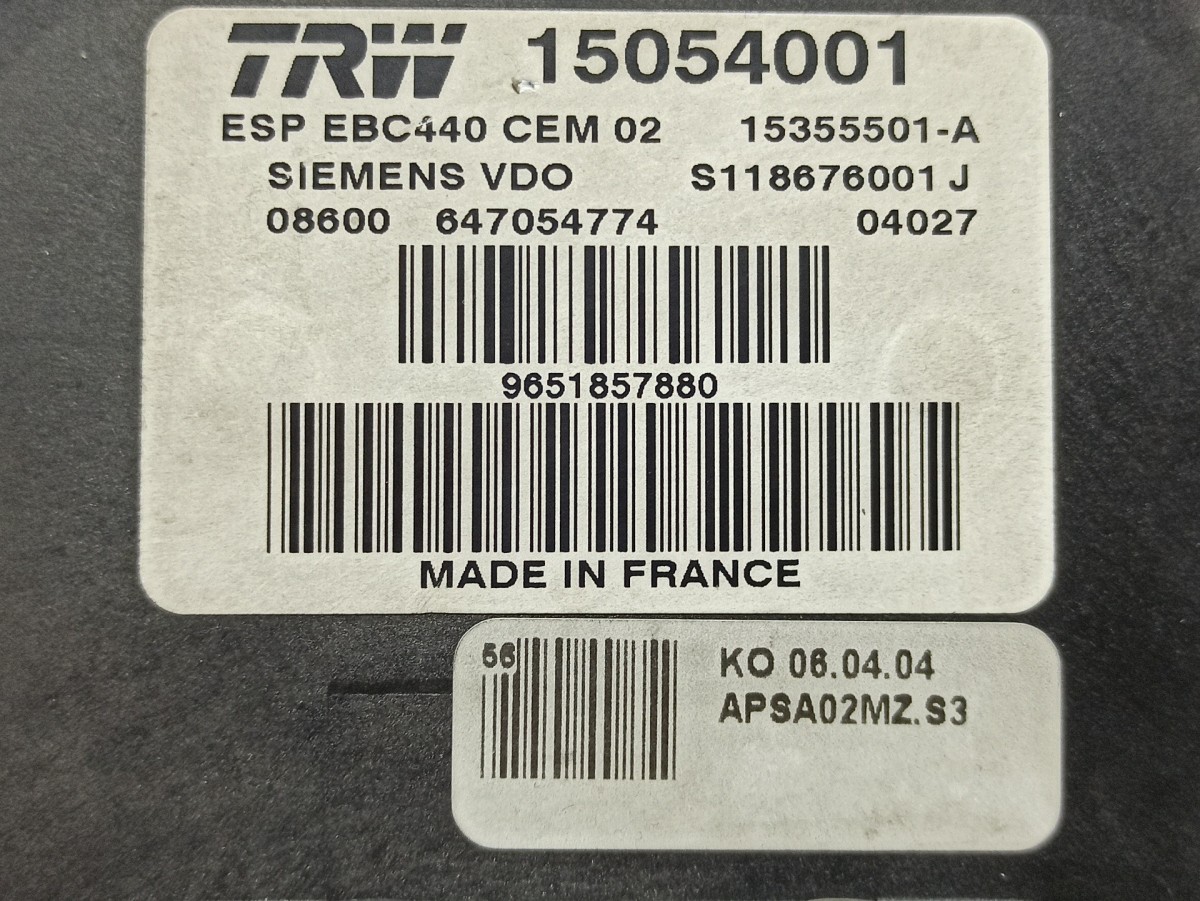 TRW 15054001
ESP EBC440 CEM 02 15355501-A
SIEMENS VDO S118676001 J
08600 647054774 04027
9651857880
MADE IN FRANCE
56 KO 06.04.04
APSA02MZ.S3